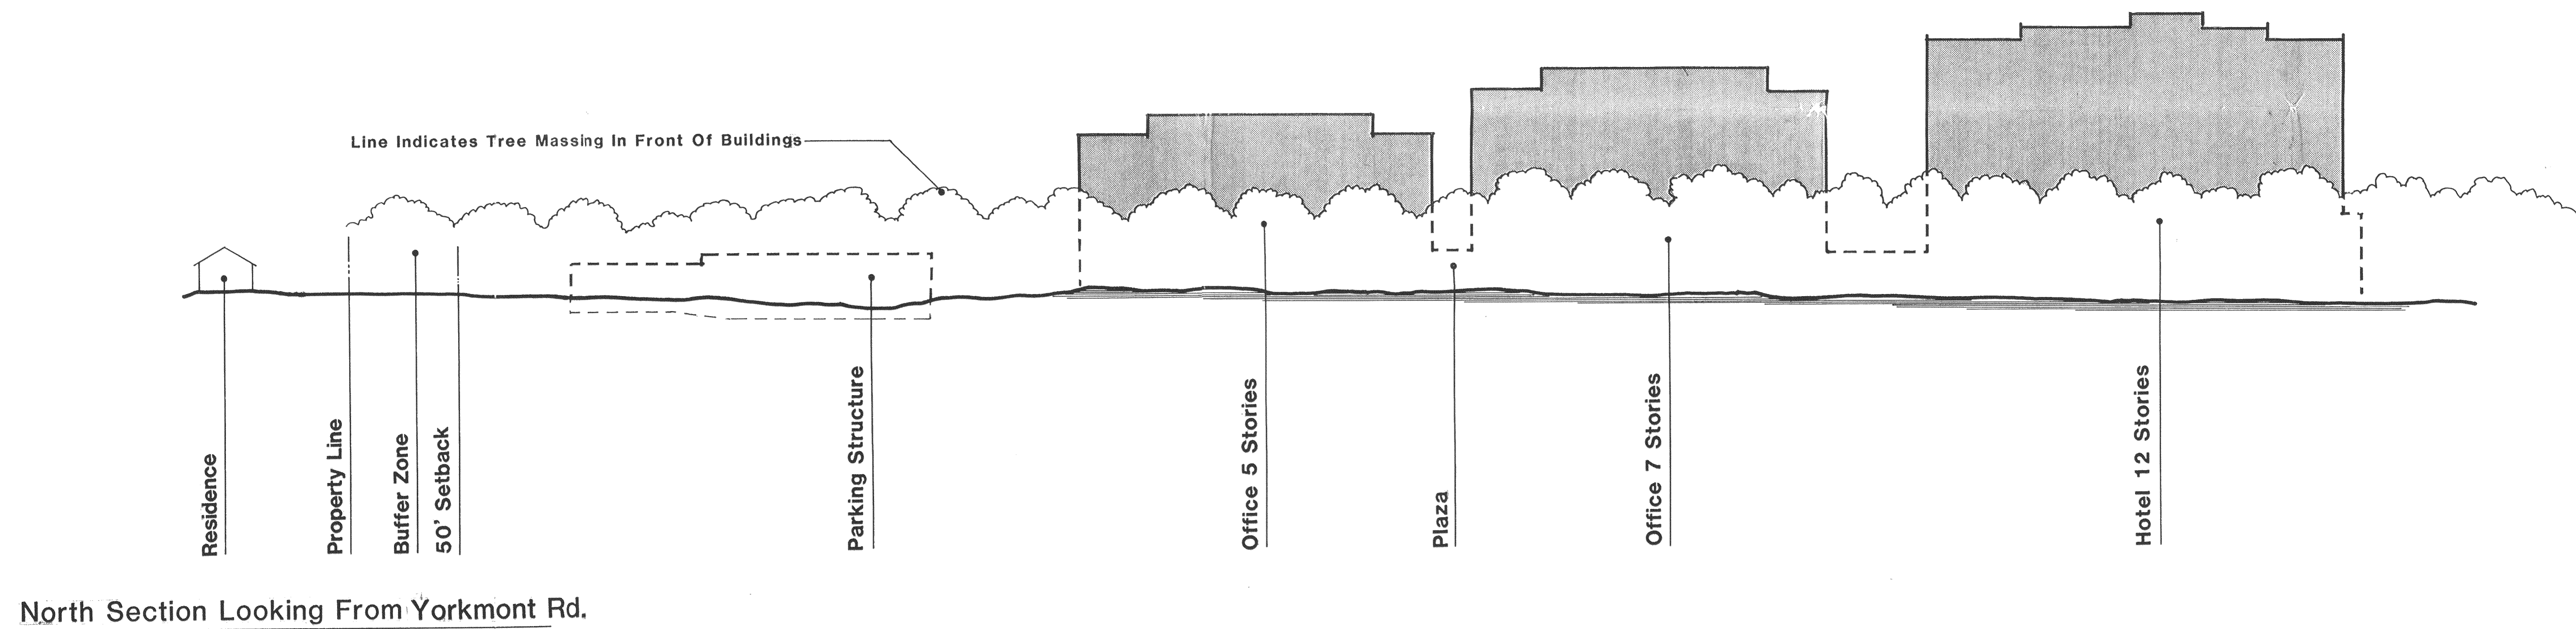 Line Indicates Tree Massing In Front Of Buildings
Residence
Property Line
Buffer Zone
50' Setback
Parking Structure
Office 5 Stories
Plaza
Office 7 Stories
Hotel 12 Stories
North Section Looking From Yorkmont Rd.